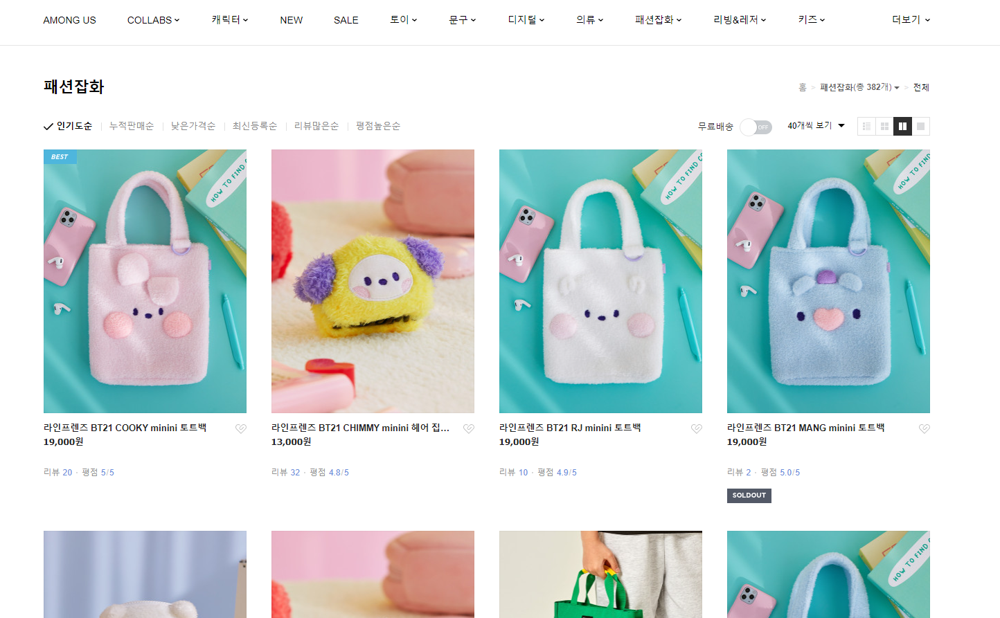 AMONG US COLLABS 캐릭터 NEW SALE 토이 문구 디지털 의류 패션잡화 리빙&레저 키즈 더보기
패션잡화
홈 > 패션잡화(총 382개) > 전체
인기도순 누적판매순 낮은가격순 최신등록순 리뷰많은순 평점높은순
무료배송 OFF 40개씩 보기
BEST
HOW TO FIND
HOW TO FIND
HOW TO FIND
라인프렌즈 BT21 COOKY minini 토트백
19,000원
리뷰 20 · 평점 5/5
라인프렌즈 BT21 CHIMMY minini 헤어 집...
13,000원
리뷰 32 · 평점 4.8/5
라인프렌즈 BT21 RJ minini 토트백
19,000원
리뷰 10 · 평점 4.9/5
라인프렌즈 BT21 MANG minini 토트백
19,000원
리뷰 2 · 평점 5.0/5
SOLDOUT
HOW TO FIND